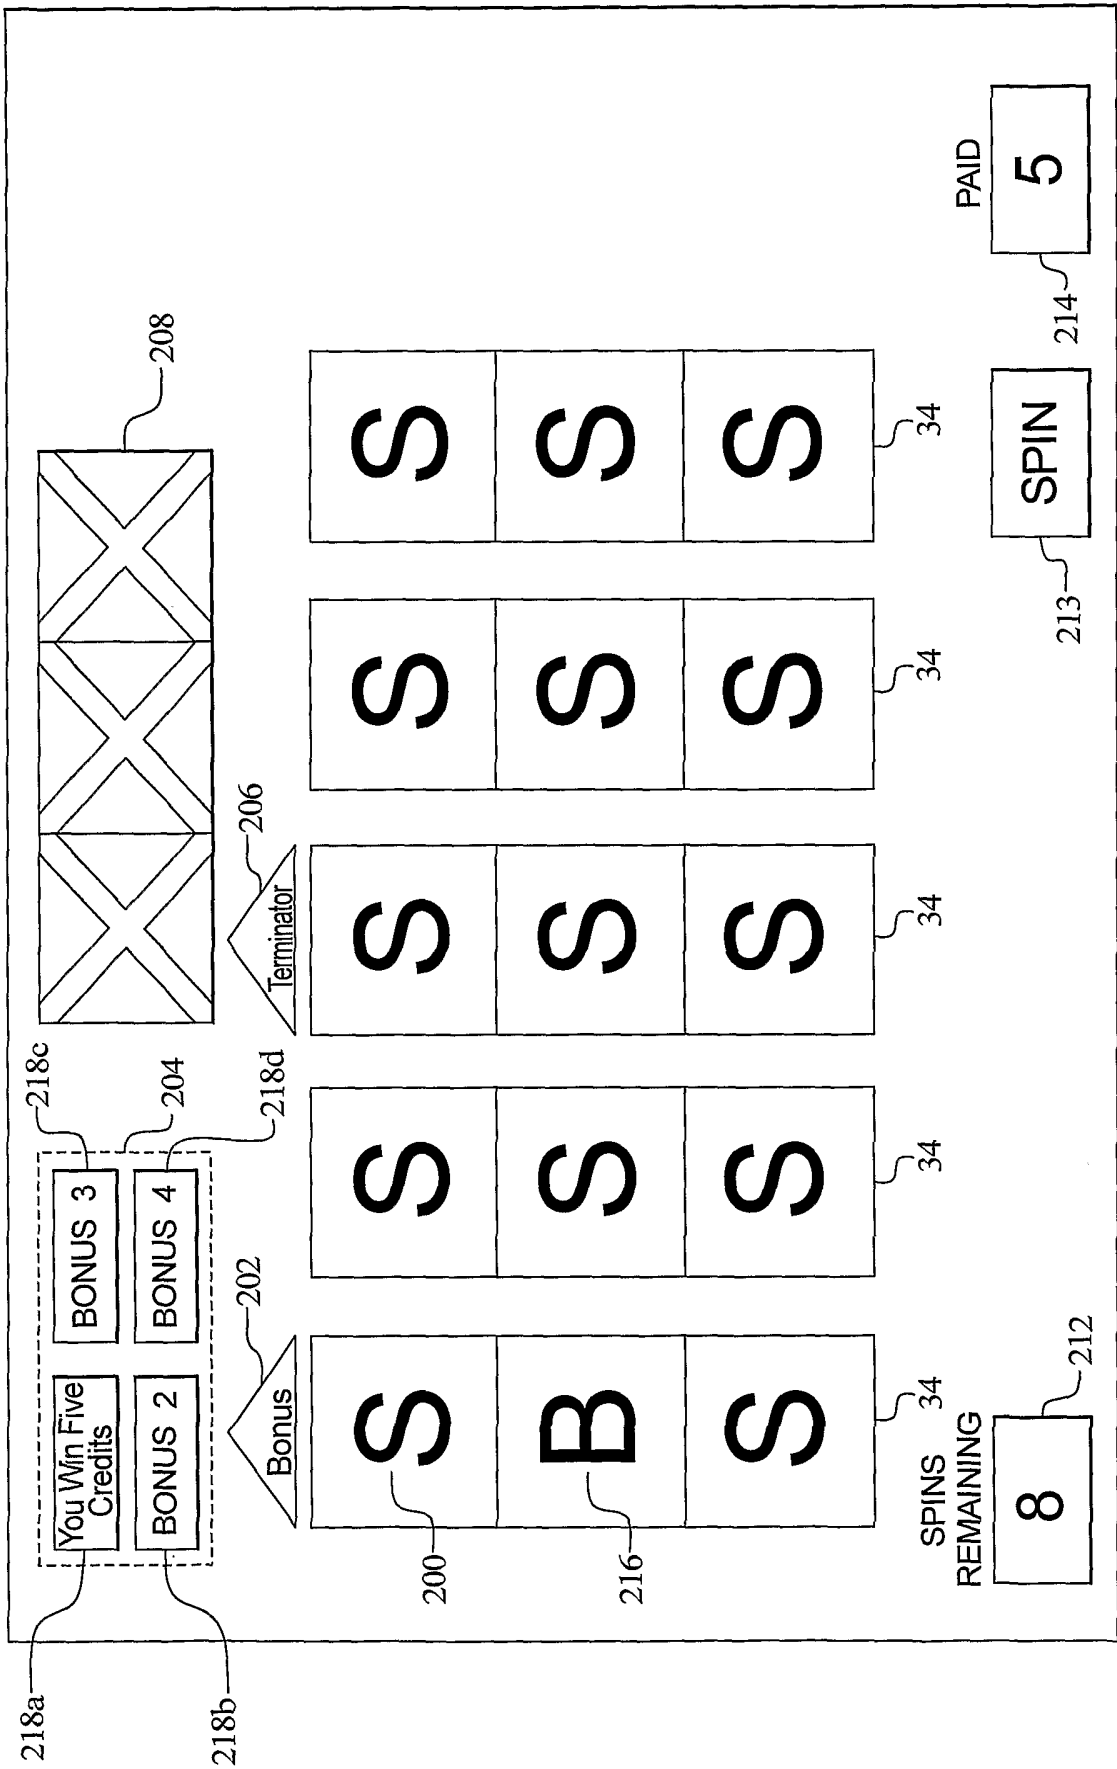 218a
218b
218c
204
218d
You Win Five
Credits
BONUS 3
BONUS 2
BONUS 4
208
Bonus
202
Terminator
206
S
S
S
S
S
200
B
S
S
S
S
216
S
S
S
S
S
34
34
34
34
34
SPINS
REMAINING
8
212
SPIN
213
PAID
5
214